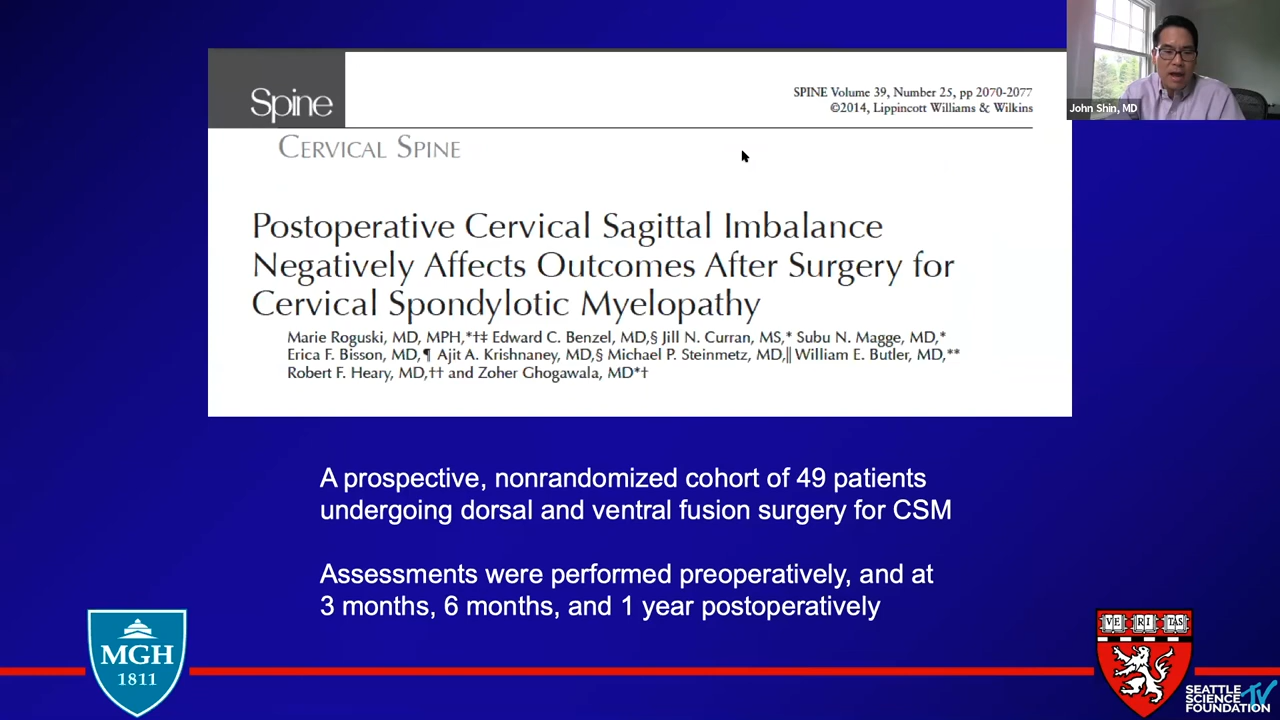 Spine
SPINE Volume 39, Number 25, pp 2070-2077
©2014, Lippincott Williams & Wilkins
CERVICAL SPINE
Postoperative Cervical Sagittal Imbalance
Negatively Affects Outcomes After Surgery for
Cervical Spondylotic Myelopathy
Marie Roguski, MD, MPH,*†‡ Edward C. Benzel, MD,§ Jill N. Curran, MS,* Subu N. Magge, MD,*
Erica F. Bisson, MD,¶ Ajit A. Krishnaney, MD,§ Michael P. Steinmetz, MD,‖ William E. Butler, MD,**
Robert F. Heary, MD,†† and Zoher Ghogawala, MD*†
A prospective, nonrandomized cohort of 49 patients
undergoing dorsal and ventral fusion surgery for CSM
Assessments were performed preoperatively, and at
3 months, 6 months, and 1 year postoperatively
John Shin, MD
MGH
1811
VE RI TAS
SEATTLE
SCIENCE
FOUNDATION
TV